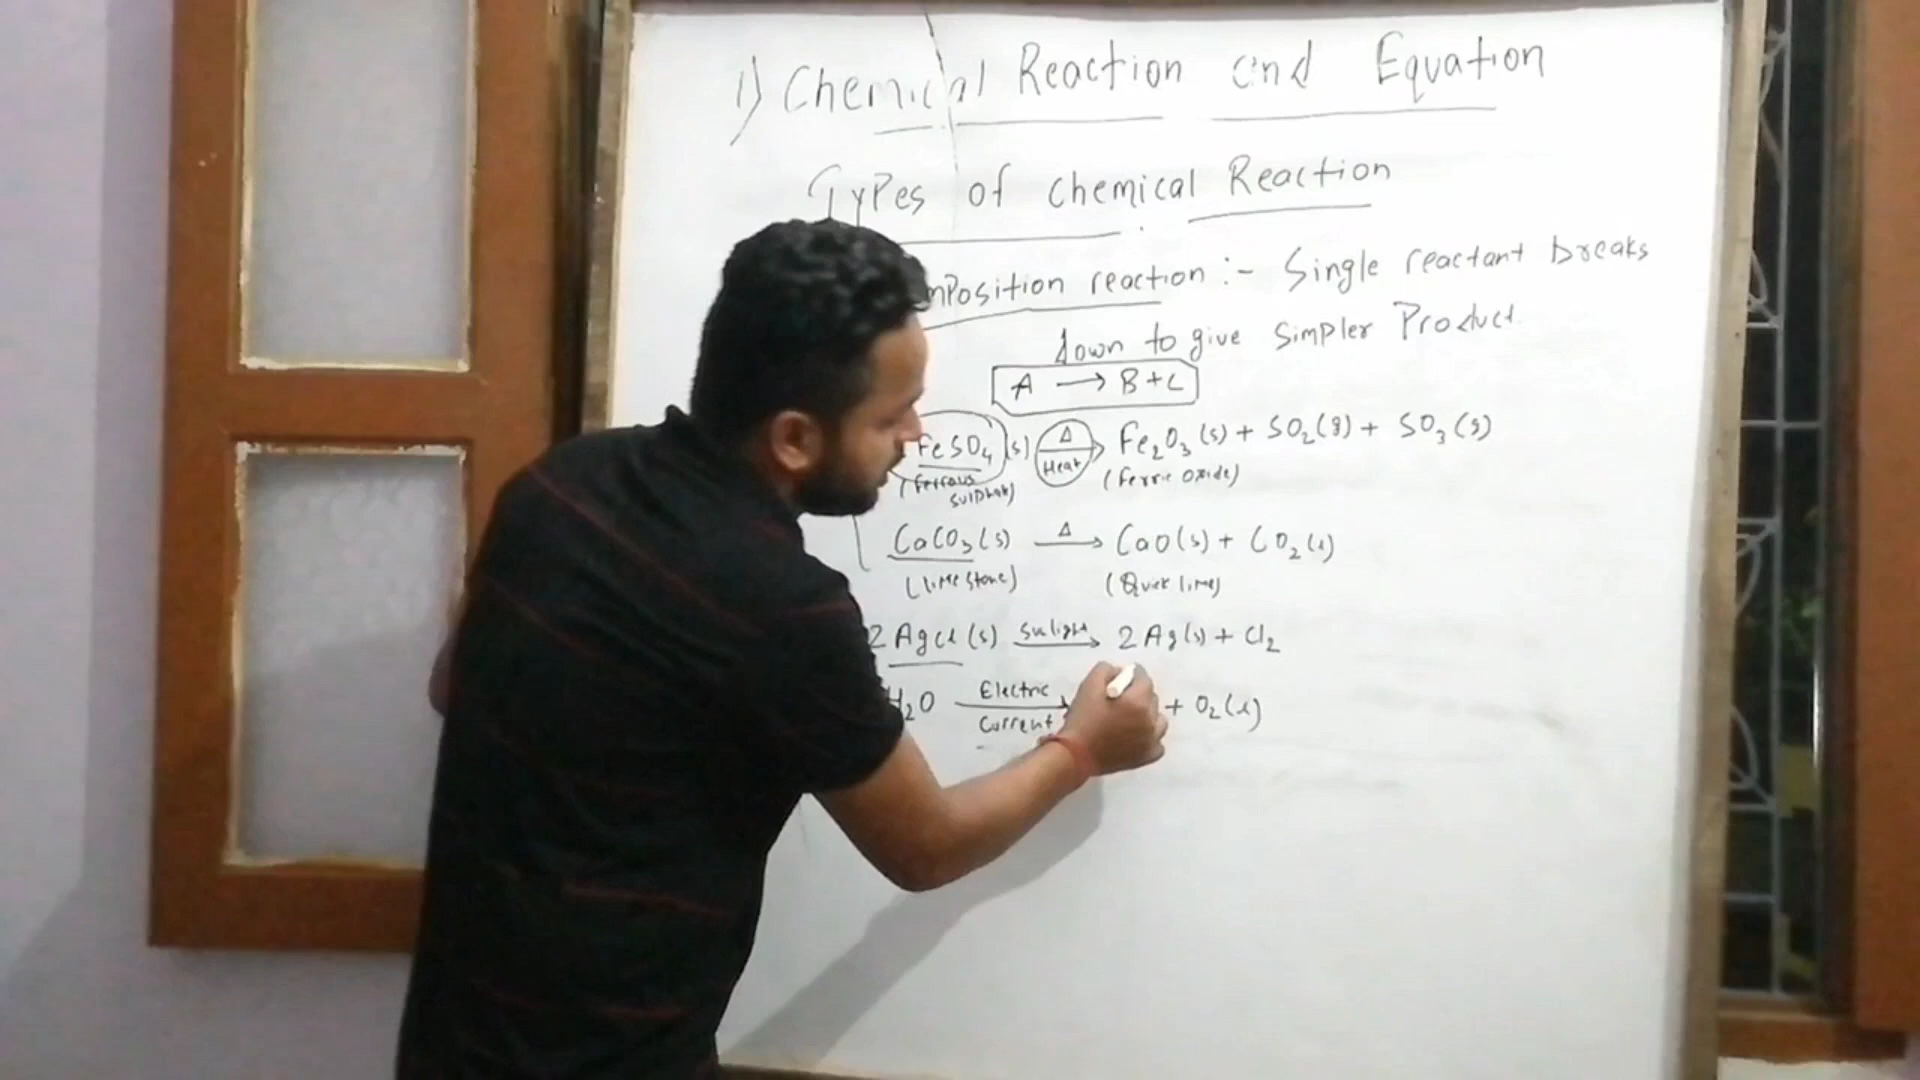 1) Chemical Reaction and Equation
Types of chemical Reaction
mPosition reaction :- Single reactant breaks
down to give Simpler Product
A → B + C
FeSO4 (s) Δ Heat → Fe2O3 (s) + SO2 (g) + SO3 (g)
(ferrous sulphate) (Ferric Oxide)
CaCO3 (s) Δ → CaO(s) + CO2 (g)
(lime stone) (Quick lime)
2 AgCl (s) Sulight → 2 Ag(s) + Cl2
H2O Electric Current → + O2 (g)